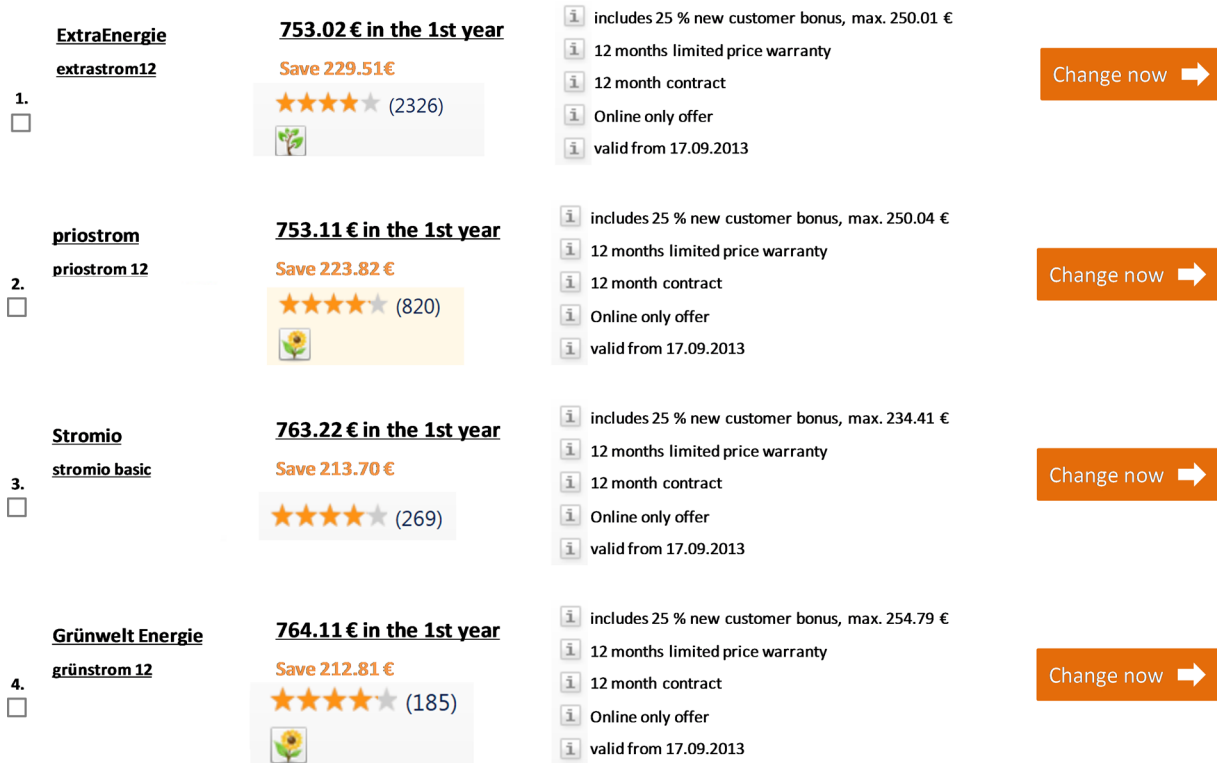 ExtraEnergie
extrastrom12
1.
753.02 € in the 1st year
Save 229.51€
(2326)
includes 25 % new customer bonus, max. 250.01 €
12 months limited price warranty
12 month contract
Online only offer
valid from 17.09.2013
Change now
priostrom
priostrom 12
2.
753.11 € in the 1st year
Save 223.82 €
(820)
includes 25 % new customer bonus, max. 250.04 €
12 months limited price warranty
12 month contract
Online only offer
valid from 17.09.2013
Change now
Stromio
stromio basic
3.
763.22 € in the 1st year
Save 213.70 €
(269)
includes 25 % new customer bonus, max. 234.41 €
12 months limited price warranty
12 month contract
Online only offer
valid from 17.09.2013
Change now
Grünwelt Energie
grünstrom 12
4.
764.11 € in the 1st year
Save 212.81 €
(185)
includes 25 % new customer bonus, max. 254.79 €
12 months limited price warranty
12 month contract
Online only offer
valid from 17.09.2013
Change now